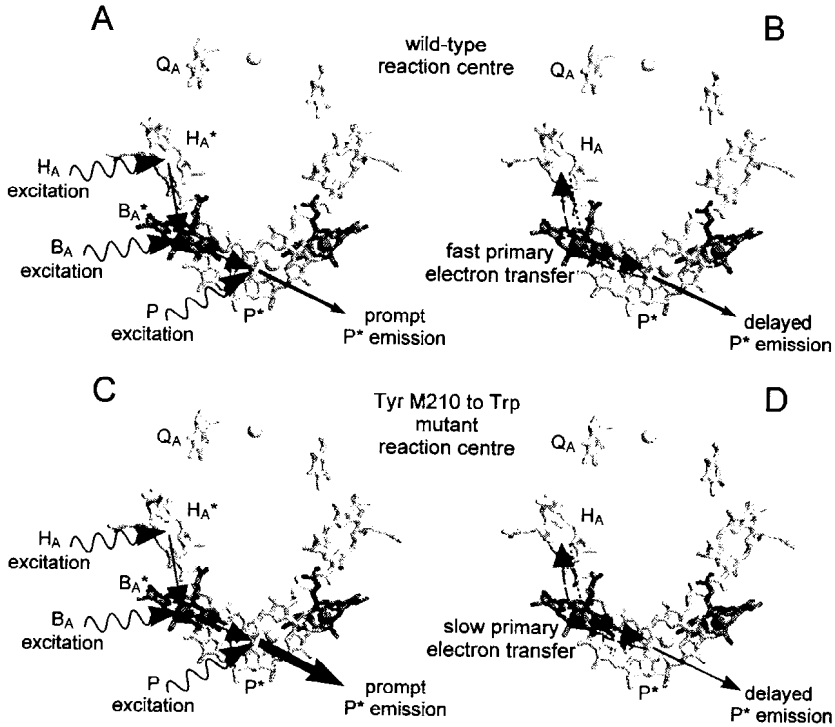 A
wild-type
reaction centre
B
QA
QA
HA*
HA
HA
excitation
BA*
BA
excitation
fast primary
electron transfer
P
excitation
P*
prompt
P* emission
P*
delayed
P* emission
C
Tyr M210 to Trp
mutant
reaction centre
D
QA
QA
HA*
HA
HA
excitation
BA*
BA
excitation
slow primary
electron transfer
P
excitation
P*
prompt
P* emission
P*
delayed
P* emission